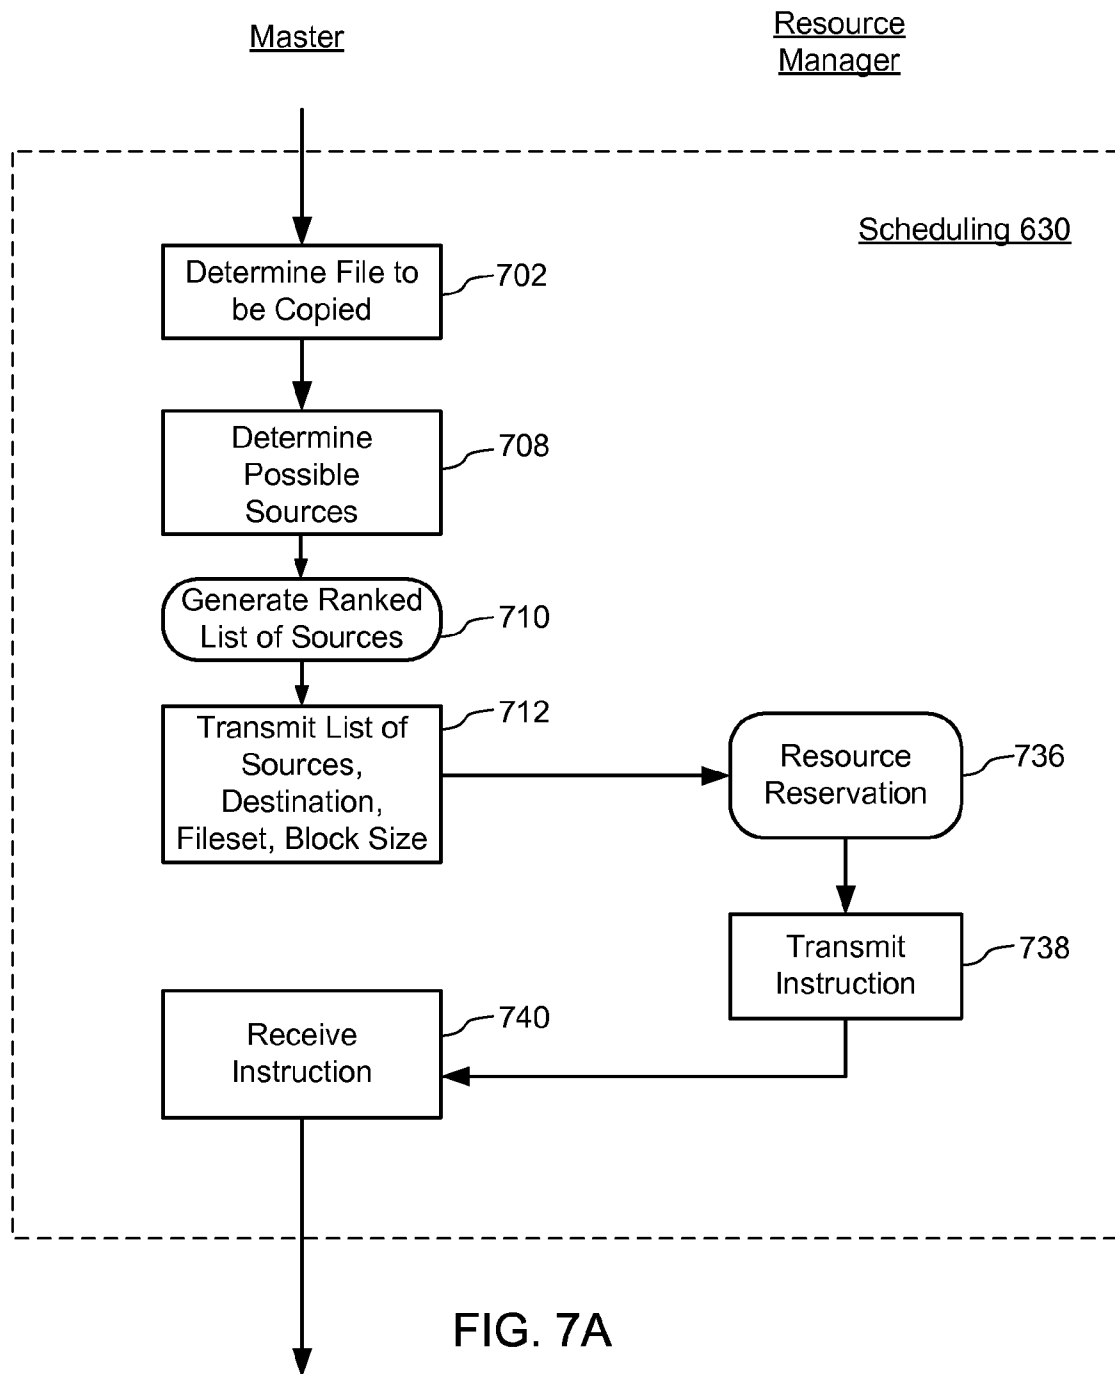 Master
Resource
Manager
Scheduling 630
Determine File to
be Copied
702
Determine
Possible
Sources
708
Generate Ranked
List of Sources
710
Transmit List of
Sources,
Destination,
Fileset, Block Size
712
Resource
Reservation
736
Transmit
Instruction
738
Receive
Instruction
740
FIG. 7A